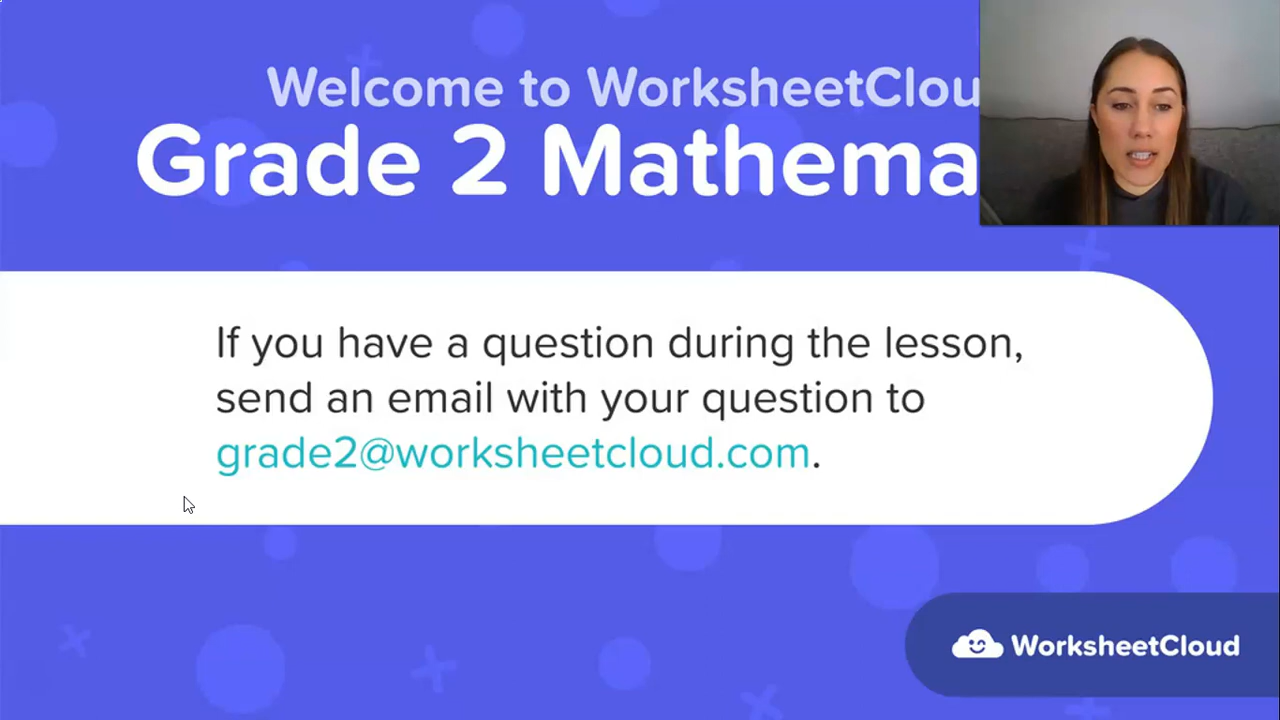 Welcome to WorksheetClou
Grade 2 Mathema
If you have a question during the lesson,
send an email with your question to
grade2@worksheetcloud.com.
WorksheetCloud